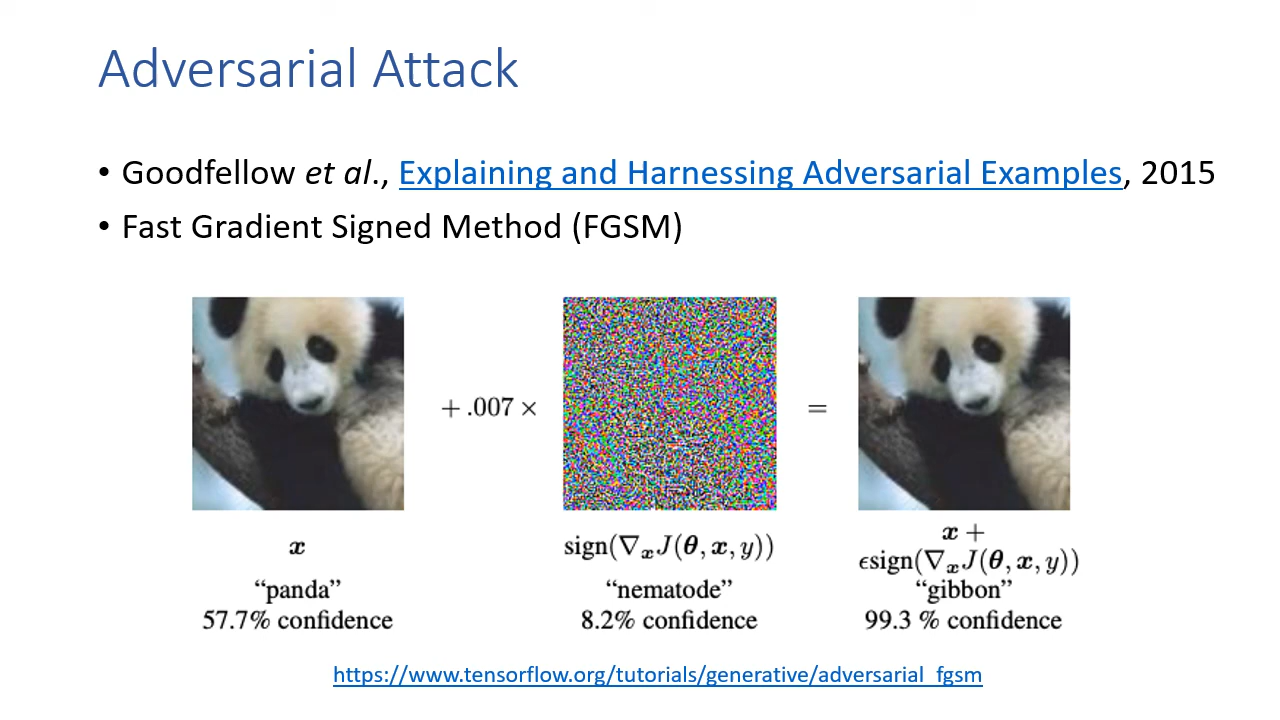 Adversarial Attack
• Goodfellow et al., Explaining and Harnessing Adversarial Examples, 2015
• Fast Gradient Signed Method (FGSM)
+ .007 ×
=
x
sign(∇ₓJ(θ, x, y))
x +
ϵsign(∇ₓJ(θ, x, y))
“panda”
“nematode”
“gibbon”
57.7% confidence
8.2% confidence
99.3 % confidence
https://www.tensorflow.org/tutorials/generative/adversarial_fgsm